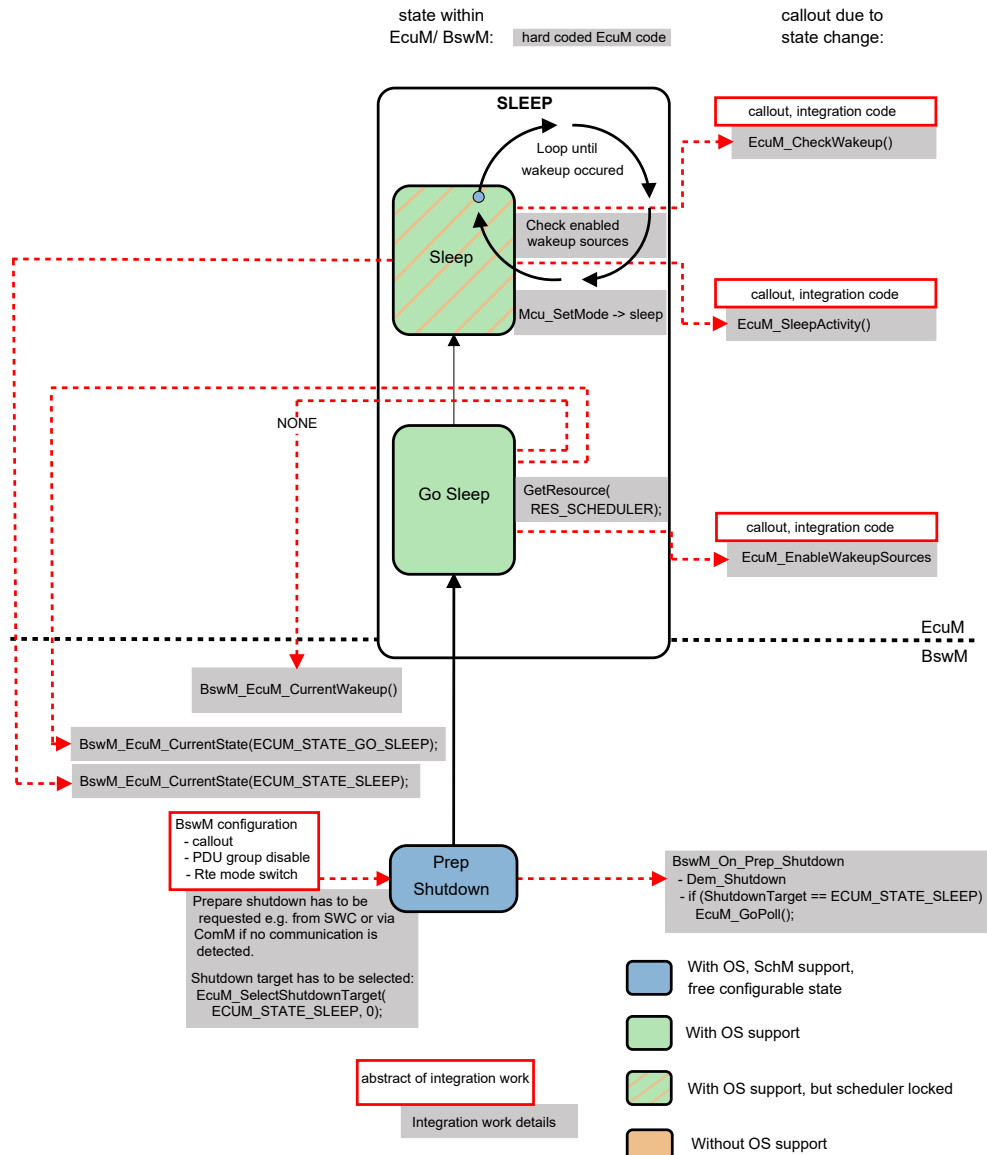 state within
EcuM/ BswM:
hard coded EcuM code
callout due to
state change:
SLEEP
Loop until
wakeup occured
callout, integration code
EcuM_CheckWakeup()
Sleep
Check enabled
wakeup sources
Mcu_SetMode -> sleep
callout, integration code
EcuM_SleepActivity()
NONE
Go Sleep
GetResource(
RES_SCHEDULER);
callout, integration code
EcuM_EnableWakeupSources
EcuM
BswM
BswM_EcuM_CurrentWakeup()
BswM_EcuM_CurrentState(ECUM_STATE_GO_SLEEP);
BswM_EcuM_CurrentState(ECUM_STATE_SLEEP);
BswM configuration
- callout
- PDU group disable
- Rte mode switch
Prepare shutdown has to be
requested e.g. from SWC or via
ComM if no communication is
detected.
Shutdown target has to be selected:
EcuM_SelectShutdownTarget(
ECUM_STATE_SLEEP, 0);
Prep
Shutdown
BswM_On_Prep_Shutdown
- Dem_Shutdown
- if (ShutdownTarget == ECUM_STATE_SLEEP)
EcuM_GoPoll();
With OS, SchM support,
free configurable state
With OS support
With OS support, but scheduler locked
Without OS support
abstract of integration work
Integration work details